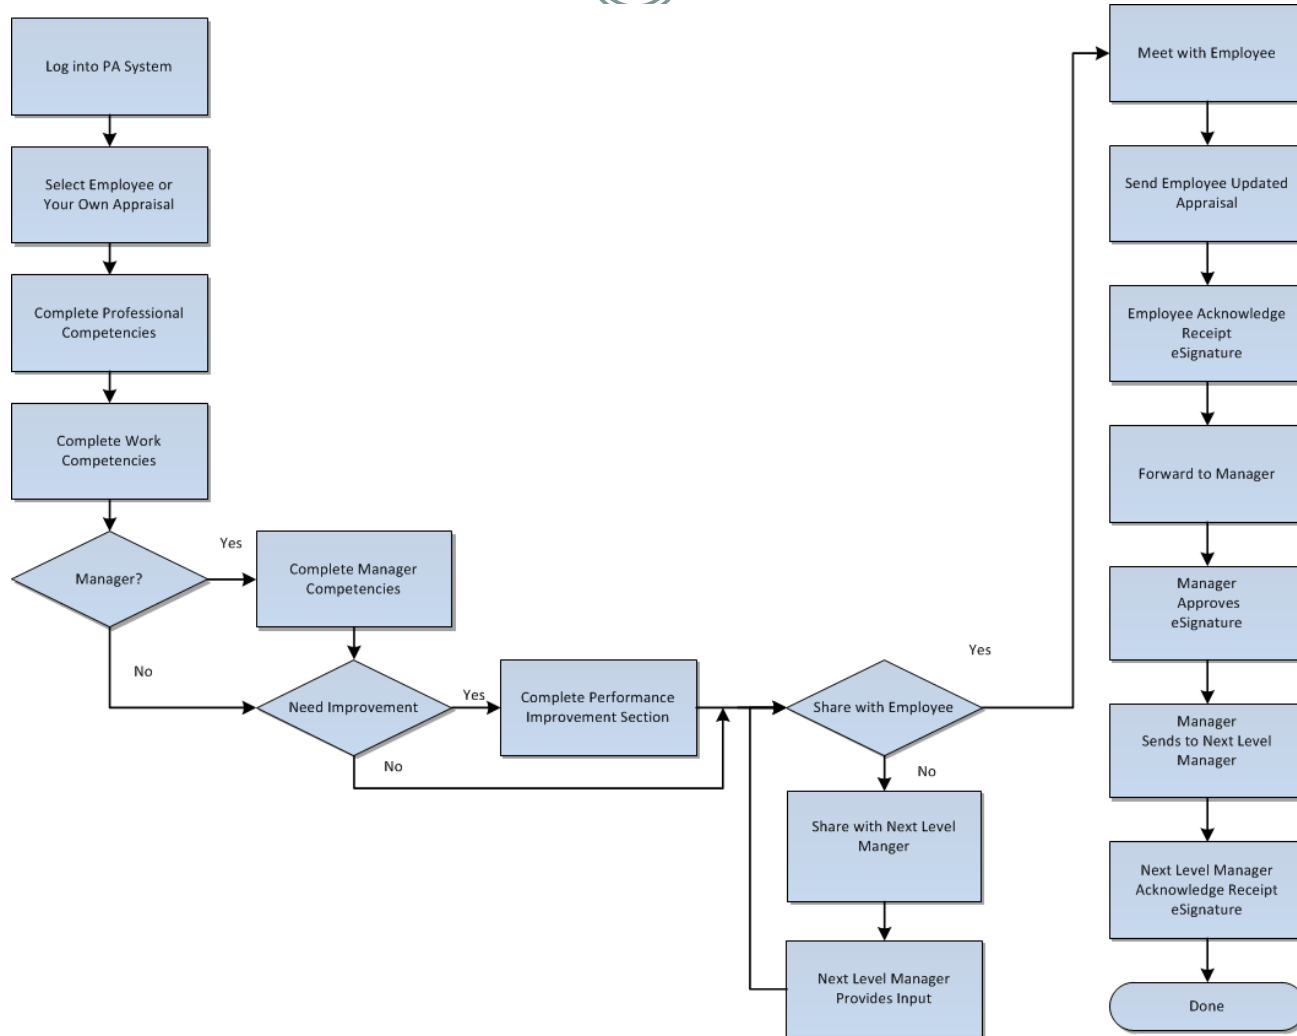 Log into PA System
Select Employee or
Your Own Appraisal
Complete Professional
Competencies
Complete Work
Competencies
Manager?
Yes
No
Complete Manager
Competencies
Need Improvement
Yes
No
Complete Performance
Improvement Section
Share with Employee
Yes
No
Share with Next Level
Manger
Next Level Manager
Provides Input
Meet with Employee
Send Employee Updated
Appraisal
Employee Acknowledge
Receipt
eSignature
Forward to Manager
Manager
Approves
eSignature
Manager
Sends to Next Level
Manager
Next Level Manager
Acknowledge Receipt
eSignature
Done